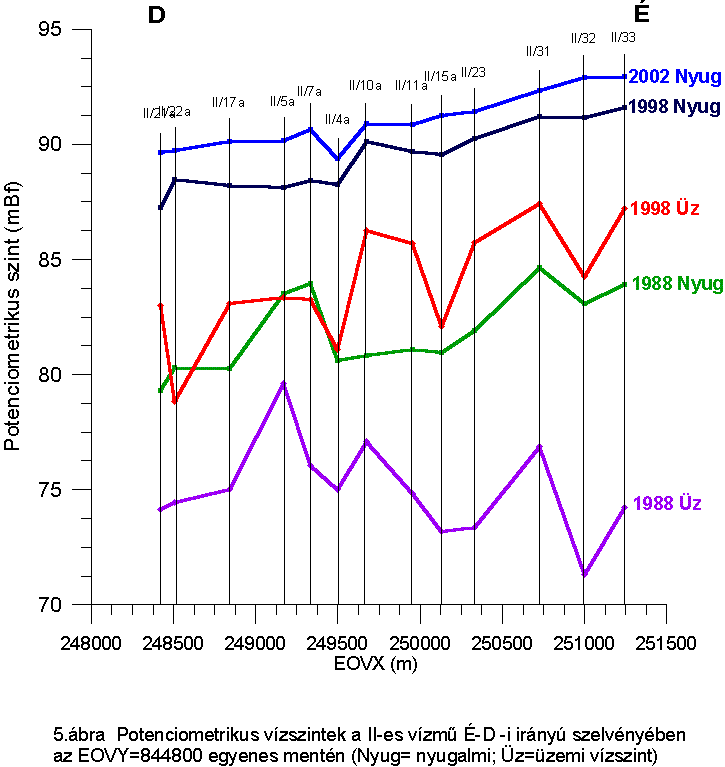 D
É
95
90
85
80
75
70
Potenciometrikus szint (mBf)
II/21a
II/22a
II/17a
II/5a
II/7a
II/4a
II/10a
II/11a
II/15a
II/23
II/31
II/32
II/33
2002 Nyug
1998 Nyug
1998 Üz
1988 Nyug
1988 Üz
248000 248500 249000 249500 250000 250500 251000 251500
EOVX (m)
5.ábra Potenciometrikus vízszintek a II-es vízmű É-D -i irányú szelvényében
az EOVY=844800 egyenes mentén (Nyug= nyugalmi; Üz=üzemi vízszint)